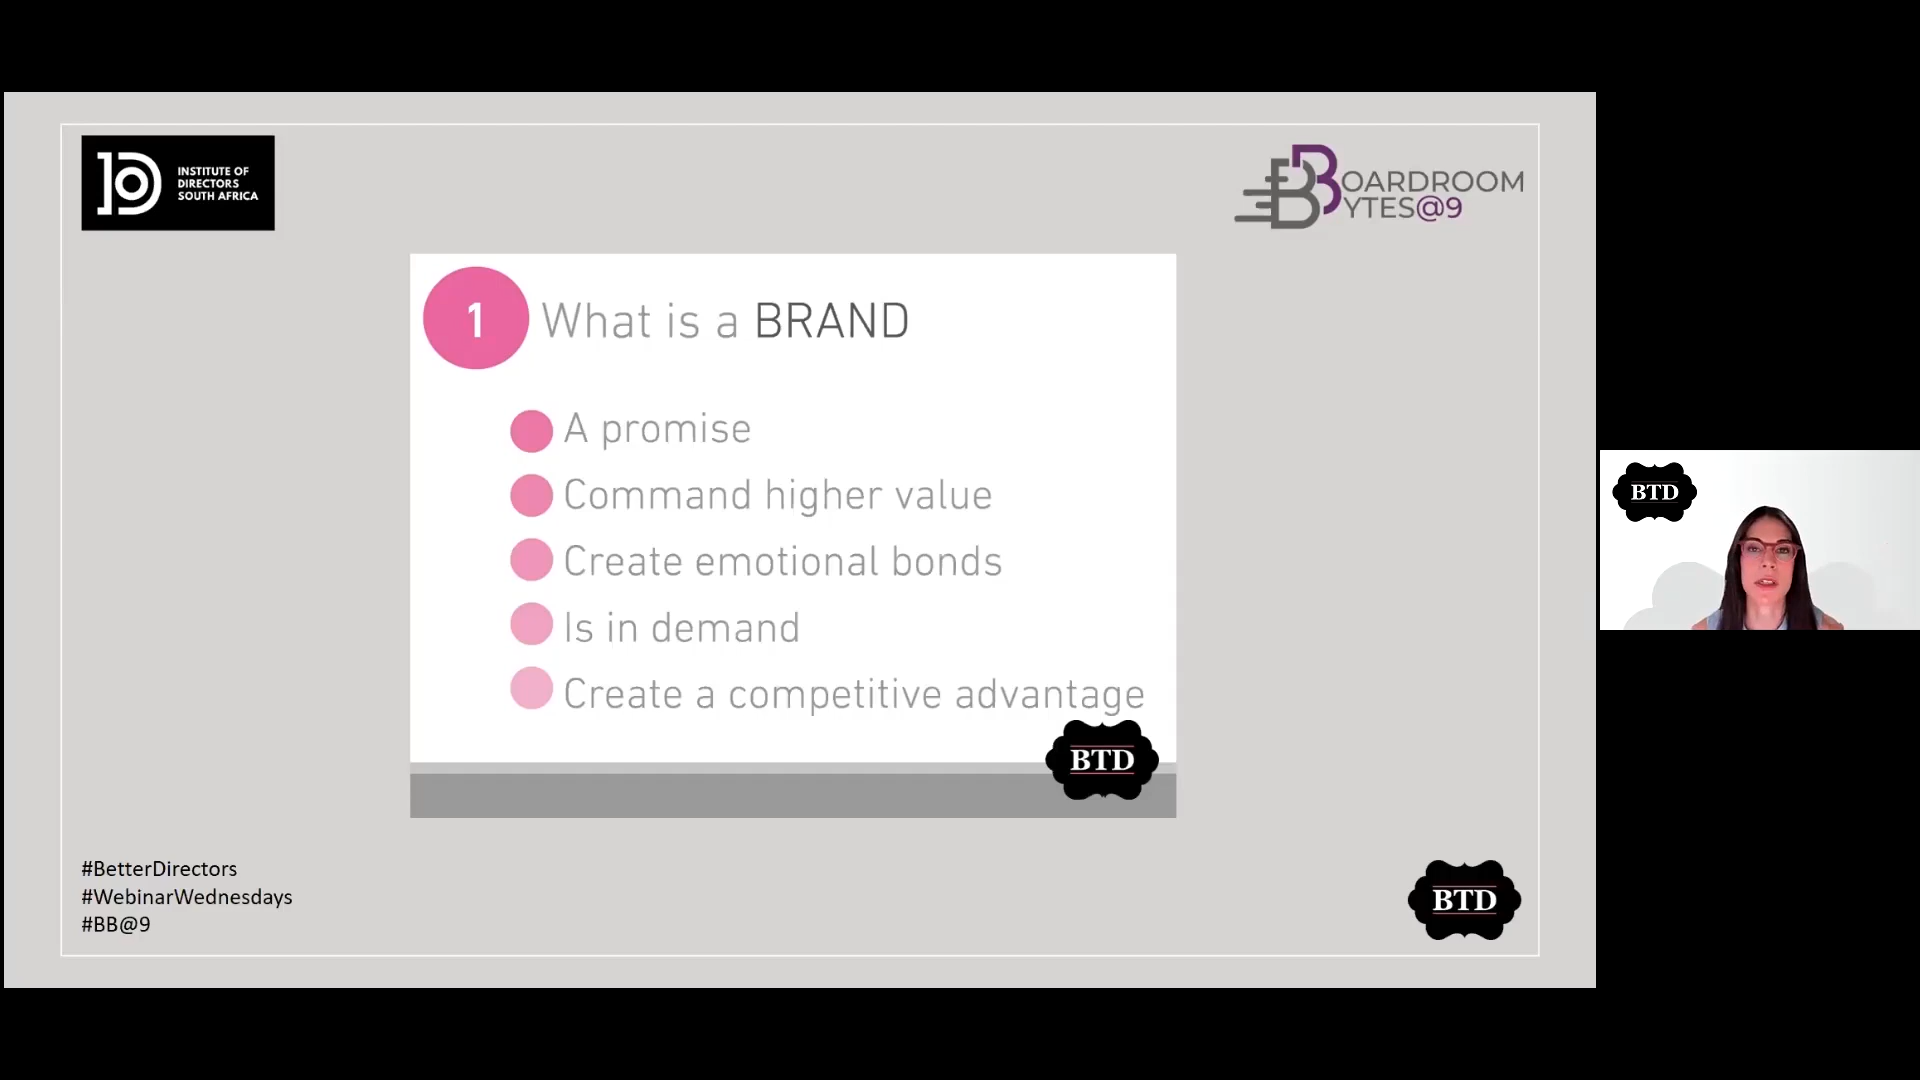 INSTITUTE OF
DIRECTORS
SOUTH AFRICA
BOARDROOM
BYTES@9
1
What is a BRAND
A promise
Command higher value
Create emotional bonds
Is in demand
Create a competitive advantage
BTD
#BetterDirectors
#WebinarWednesdays
#BB@9
BTD
BTD